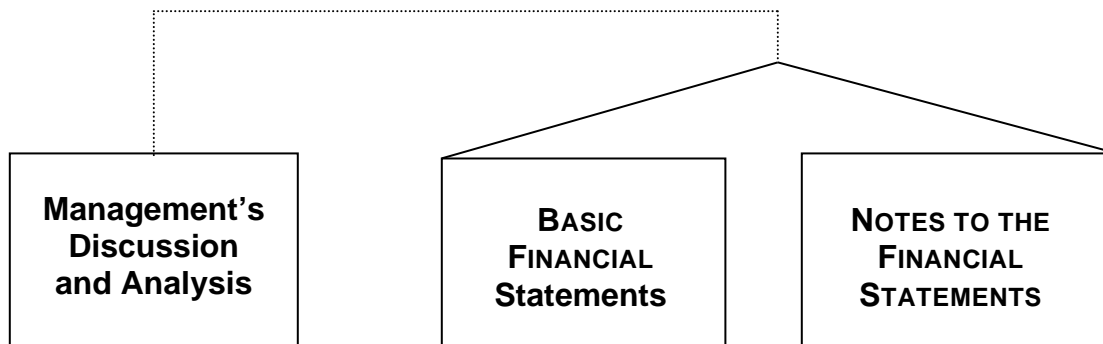 Management’s
Discussion
and Analysis
BASIC
FINANCIAL
Statements
NOTES TO THE
FINANCIAL
STATEMENTS